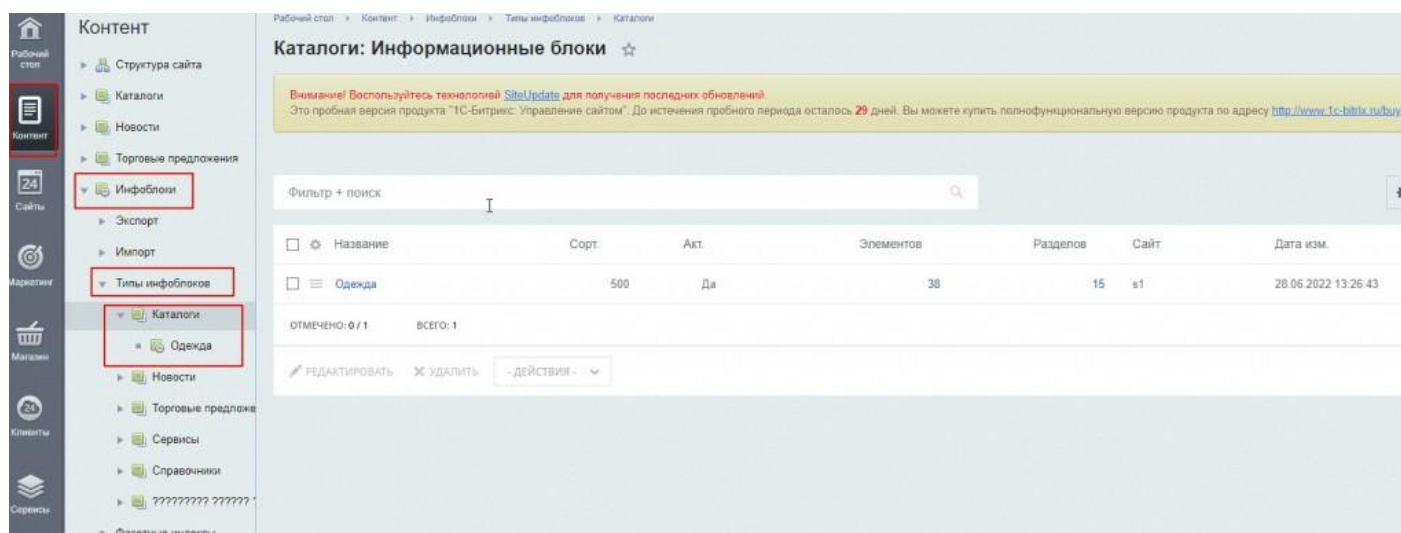 Рабочий стол
Контент
Сайты
Маркетинг
Магазин
Клиенты
Сервисы
24
24
Контент
Структура сайта
Каталоги
Новости
Торговые предложения
Инфоблоки
Экспорт
Импорт
Типы инфоблоков
Каталоги
Одежда
Новости
Торговые предложе
Сервисы
Справочники
????????? ?????? ?
Фасетные индексы
Рабочий стол Контент Инфоблоки Типы инфоблоков Каталоги
Каталоги: Информационные блоки
Внимание! Воспользуйтесь технологией SiteUpdate для получения последних обновлений.
Это пробная версия продукта "1С-Битрикс: Управление сайтом". До истечения пробного периода осталось 29 дней. Вы можете купить полнофункциональную версию продукта по адресу http://www.1c-bitrix.ru/buy
Фильтр + поиск
Название Сорт. Акт. Элементов Разделов Сайт Дата изм.
Одежда 500 Да 38 15 s1 28.06.2022 13:26:43
ОТМЕЧЕНО: 0 / 1 ВСЕГО: 1
РЕДАКТИРОВАТЬ УДАЛИТЬ - ДЕЙСТВИЯ -